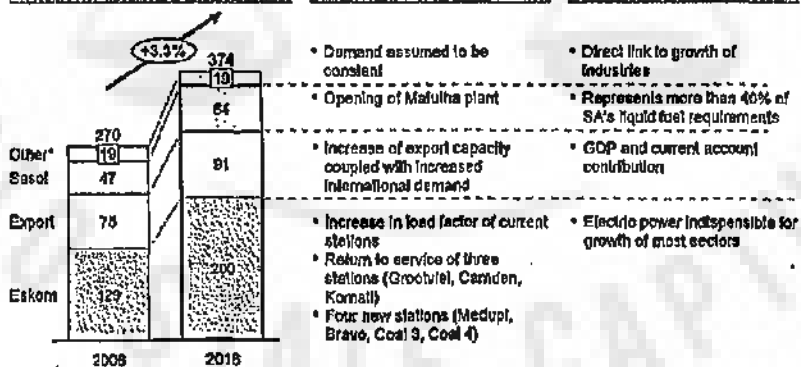 +3.3%
374
19
• Demand assumed to be constant
• Direct link to growth of industries
64
• Opening of Mafutha plant
• Represents more than 40% of SA's liquid fuel requirements
270
Other* 19
Sasol 47
91
• Increase of export capacity coupled with increased international demand
• GDP and current account contribution
Export 75
Eskom 129
200
• Increase in load factor of current stations
• Return to service of three stations (Grootvlei, Camden, Komati)
• Four new stations (Medupi, Bravo, Coal 3, Coal 4)
• Electric power indispensible for growth of most sectors
2006
2016